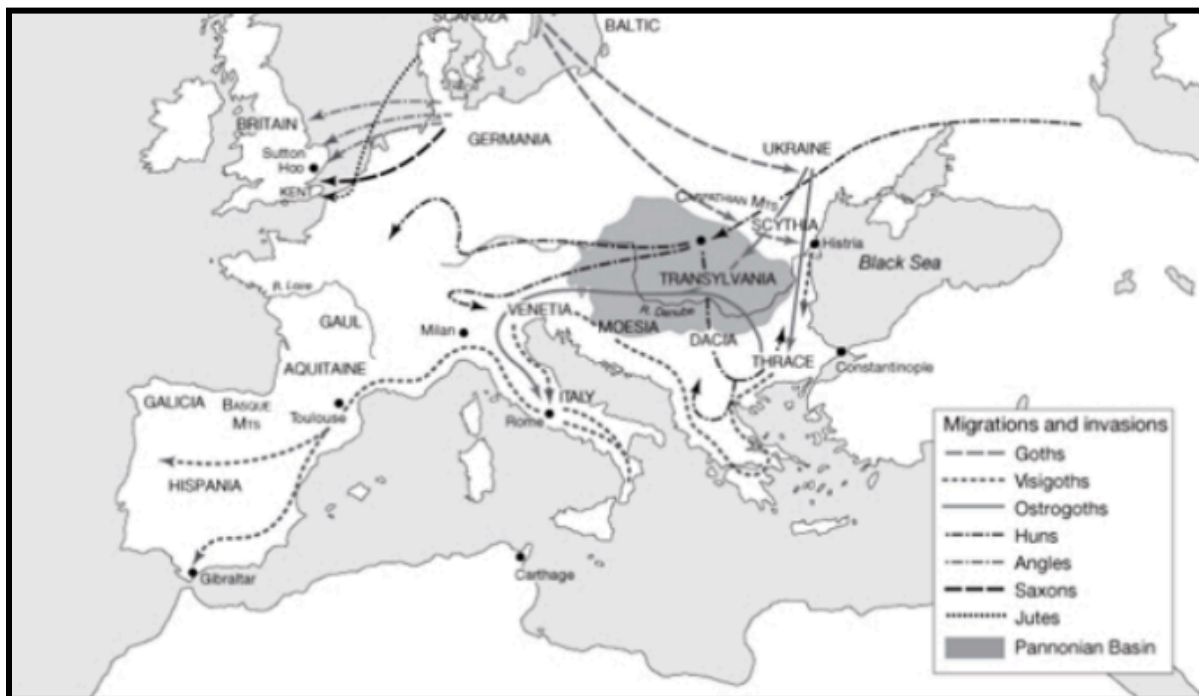 SCANDZA
BALTIC
BRITAIN
GERMANIA
UKRAINE
Sutton
Hoo
KENT
CARPATHIAN MTS
SCYTHIA
Histria
Black Sea
TRANSYLVANIA
R. Loire
VENETIA
R. Danube
GAUL
Milan
MOESIA
DACIA
THRACE
Constantinople
AQUITAINE
GALICIA
BASQUE
MTS
Toulouse
ITALY
Rome
HISPANIA
Gibraltar
Carthage
Migrations and invasions
Goths
Visigoths
Ostrogoths
Huns
Angles
Saxons
Jutes
Pannonian Basin